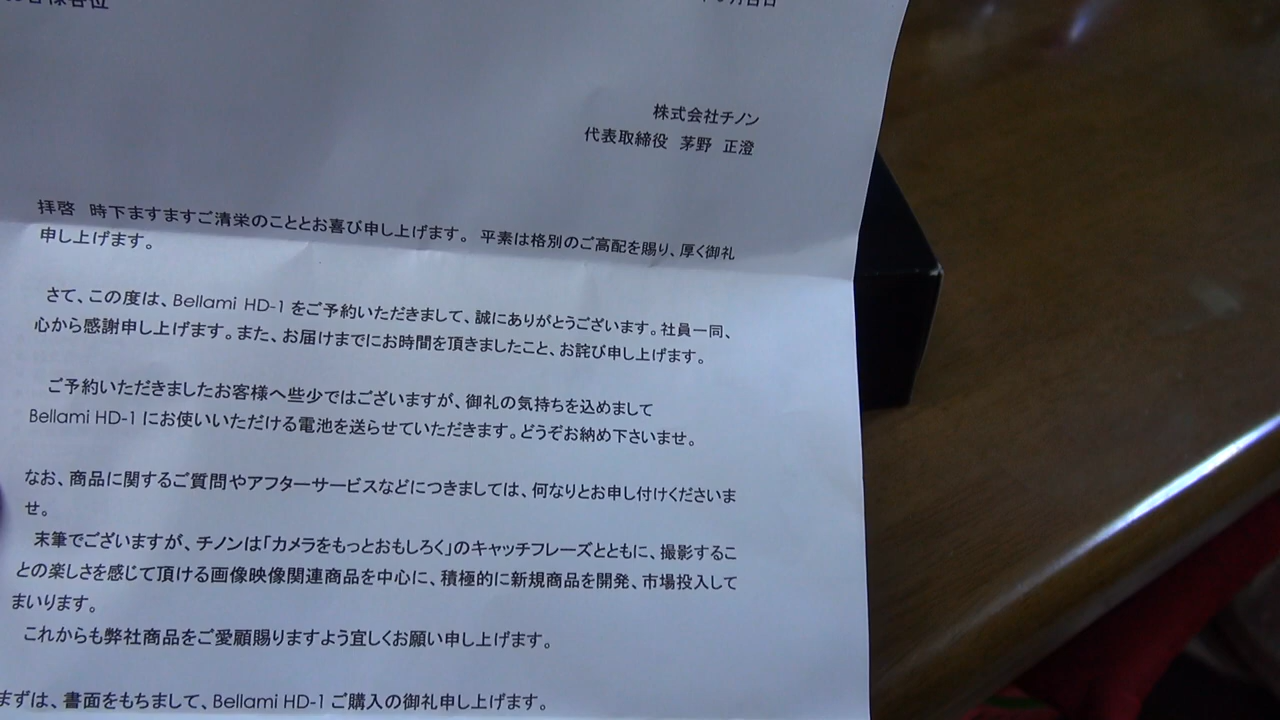 客様各位
月吉日
株式会社チノン
代表取締役 茅野 正澄
拝啓 時下ますますご清栄のこととお喜び申し上げます。 平素は格別のご高配を賜り、厚く御礼
申し上げます。
さて、この度は、Bellami HD-1 をご予約いただきまして、誠にありがとうございます。社員一同、
心から感謝申し上げます。また、お届けまでにお時間を頂きましたこと、お詫び申し上げます。
ご予約いただきましたお客様へ些少ではございますが、御礼の気持ちを込めまして
Bellami HD-1 にお使いいただける電池を送らせていただきます。どうぞお納め下さいませ。
なお、商品に関するご質問やアフターサービスなどにつきましては、何なりとお申し付けくださいま
せ。
末筆でございますが、チノンは「カメラをもっとおもしろく」のキャッチフレーズとともに、撮影するこ
との楽しさを感じて頂ける画像映像関連商品を中心に、積極的に新規商品を開発、市場投入して
まいります。
これからも弊社商品をご愛顧賜りますよう宜しくお願い申し上げます。
まずは、書面をもちまして、Bellami HD-1 ご購入の御礼申し上げます。